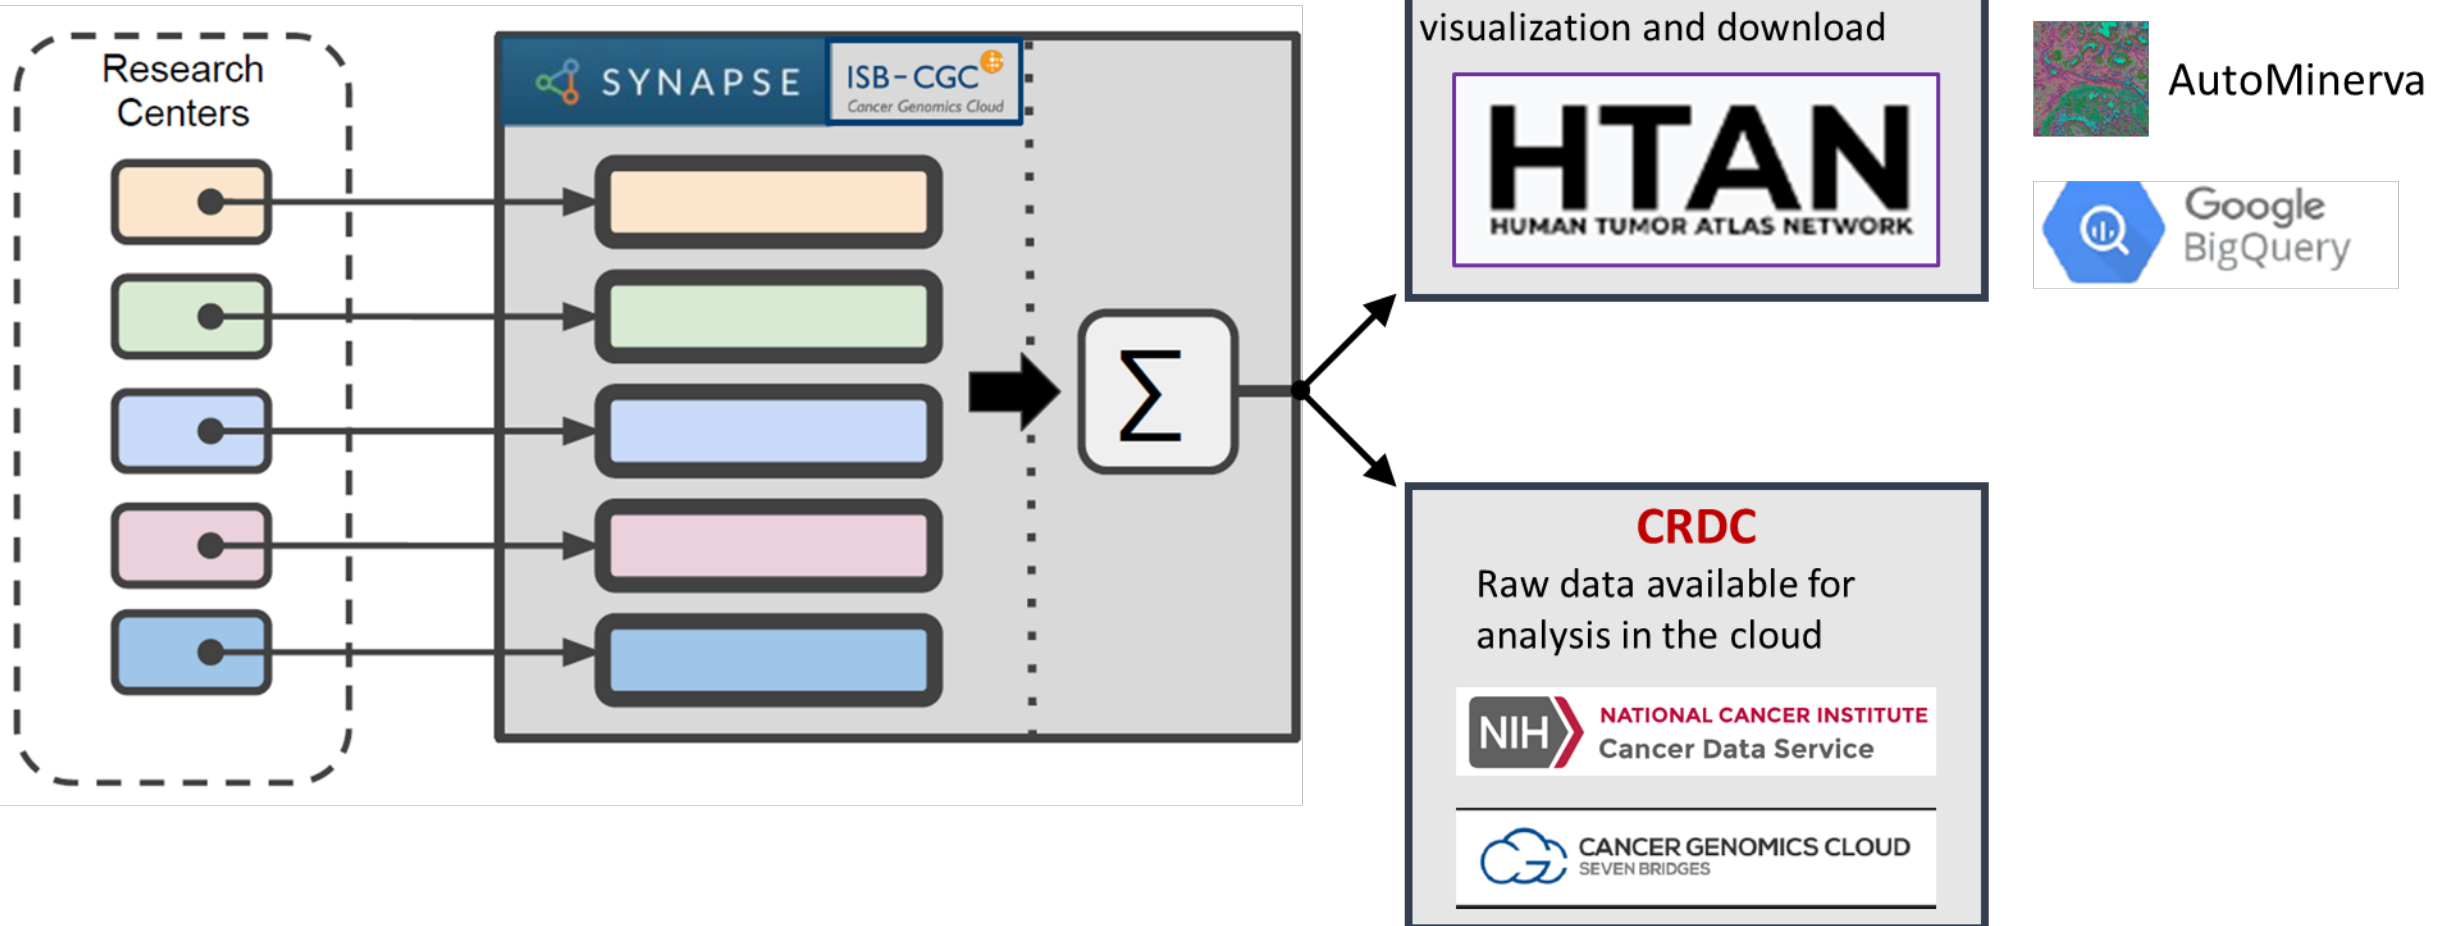 Research
Centers
SYNAPSE
ISB-CGC
Cancer Genomics Cloud
Σ
visualization and download
HTAN
HUMAN TUMOR ATLAS NETWORK
AutoMinerva
Google
BigQuery
CRDC
Raw data available for
analysis in the cloud
NIH
NATIONAL CANCER INSTITUTE
Cancer Data Service
CANCER GENOMICS CLOUD
SEVEN BRIDGES